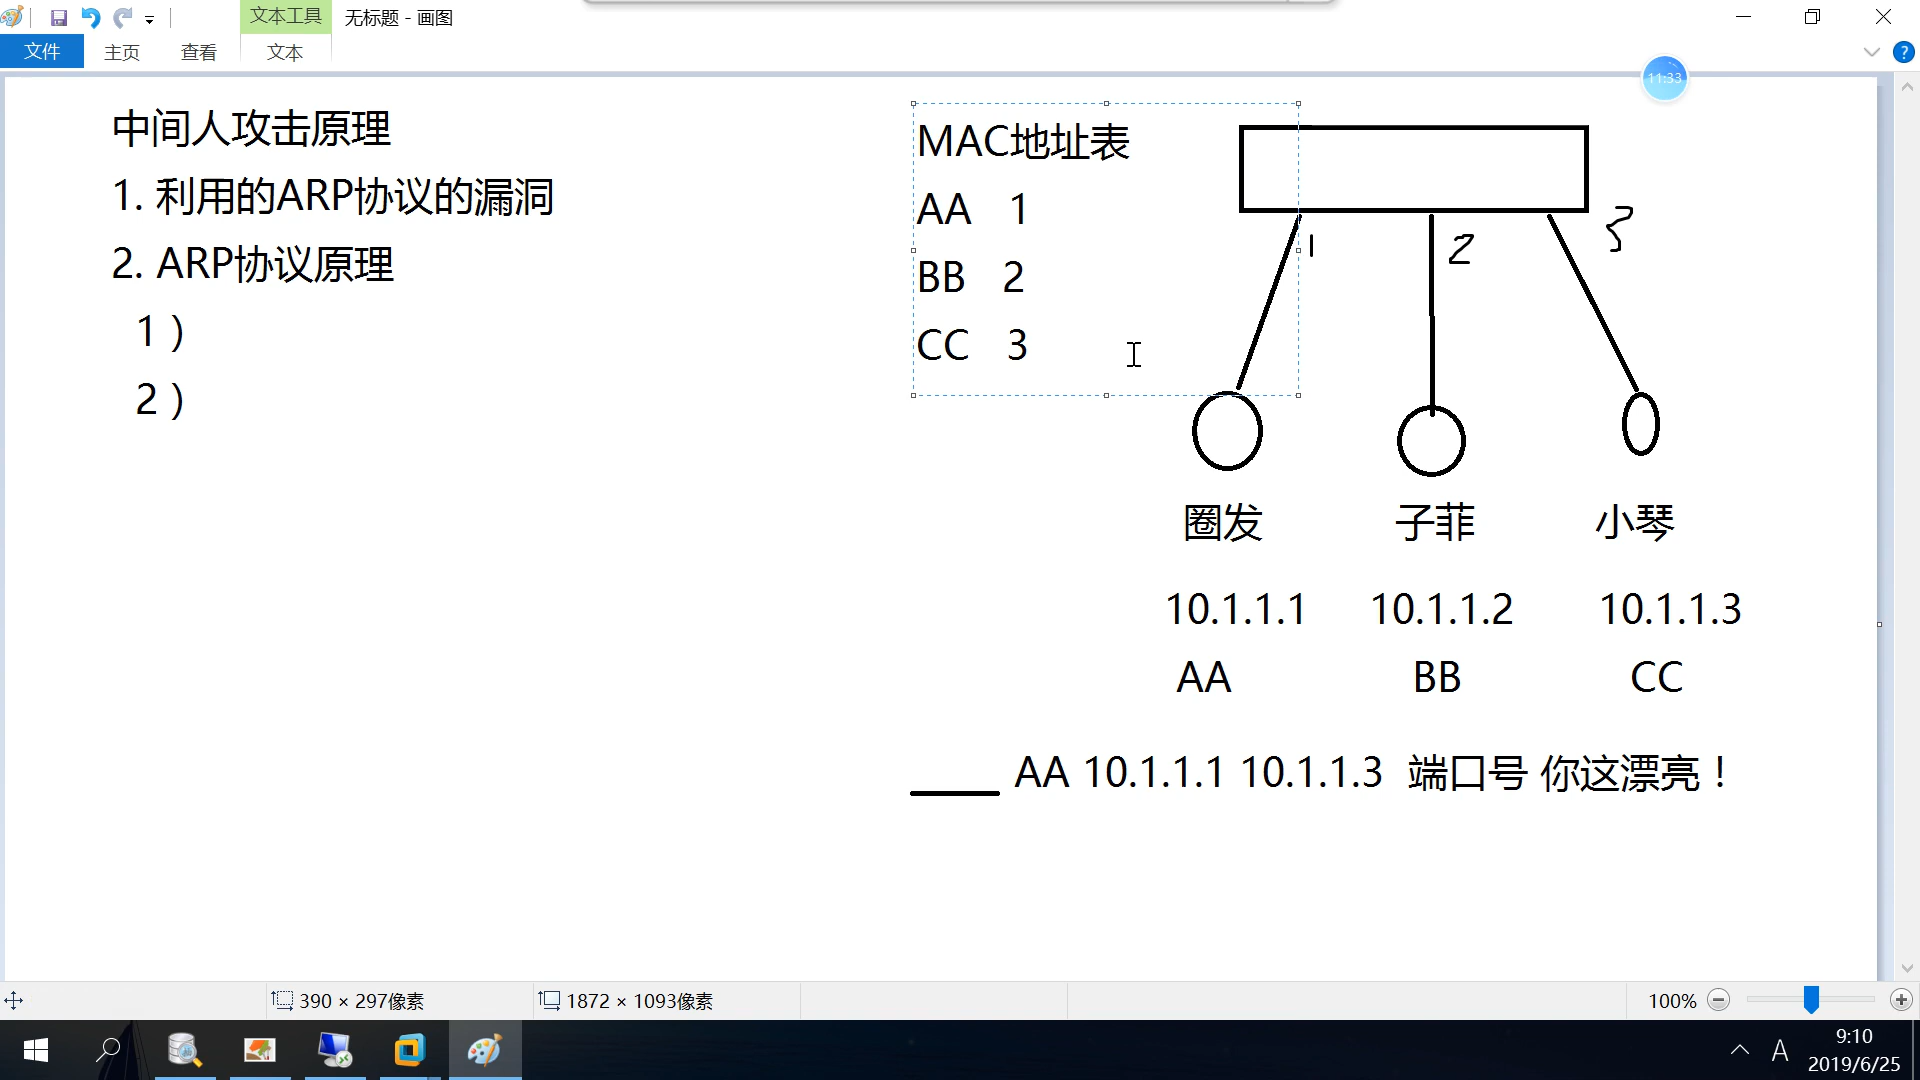 文本工具
无标题 - 画图
文件
主页
查看
文本
11:33
中间人攻击原理
1. 利用的ARP协议的漏洞
2. ARP协议原理
1）
2）
MAC地址表
AA 1
BB 2
CC 3
1
2
3
圈发
子菲
小琴
10.1.1.1
10.1.1.2
10.1.1.3
AA
BB
CC
____ AA 10.1.1.1 10.1.1.3 端口号 你这漂亮！
390 × 297像素
1872 × 1093像素
100%
A
9:10
2019/6/25